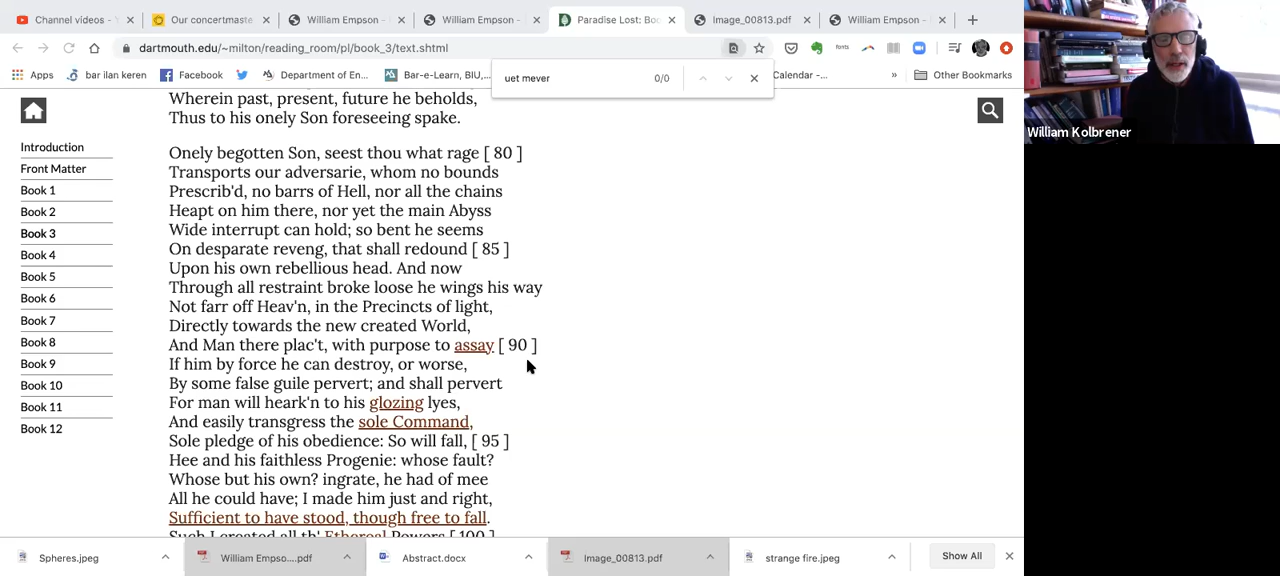 Channel videos -
Our concertmaste
William Empson -
William Empson -
Paradise Lost: Boo
image_00813.pdf
William Empson -
dartmouth.edu/~milton/reading_room/pl/book_3/text.shtml
fonts
Apps
bar ilan keren
Facebook
Department of En...
Bar-e-Learn, BIU,...
Calendar -...
»
Other Bookmarks
uet mever
0/0
William Kolbrener
Introduction
Front Matter
Book 1
Book 2
Book 3
Book 4
Book 5
Book 6
Book 7
Book 8
Book 9
Book 10
Book 11
Book 12
Wherein past, present, future he beholds,
Thus to his onely Son foreseeing spake.
Onely begotten Son, seest thou what rage [ 80 ]
Transports our adversarie, whom no bounds
Prescrib'd, no barrs of Hell, nor all the chains
Heapt on him there, nor yet the main Abyss
Wide interrupt can hold; so bent he seems
On desparate reveng, that shall redound [ 85 ]
Upon his own rebellious head. And now
Through all restraint broke loose he wings his way
Not farr off Heav'n, in the Precincts of light,
Directly towards the new created World,
And Man there plac't, with purpose to assay [ 90 ]
If him by force he can destroy, or worse,
By some false guile pervert; and shall pervert
For man will heark'n to his glozing lyes,
And easily transgress the sole Command,
Sole pledge of his obedience: So will fall, [ 95 ]
Hee and his faithless Progenie: whose fault?
Whose but his own? ingrate, he had of mee
All he could have; I made him just and right,
Sufficient to have stood, though free to fall.
Such I created all th' Ethereal Powers [ 100 ]
Spheres.jpeg
William Empso....pdf
Abstract.docx
Image_00813.pdf
strange fire.jpeg
Show All